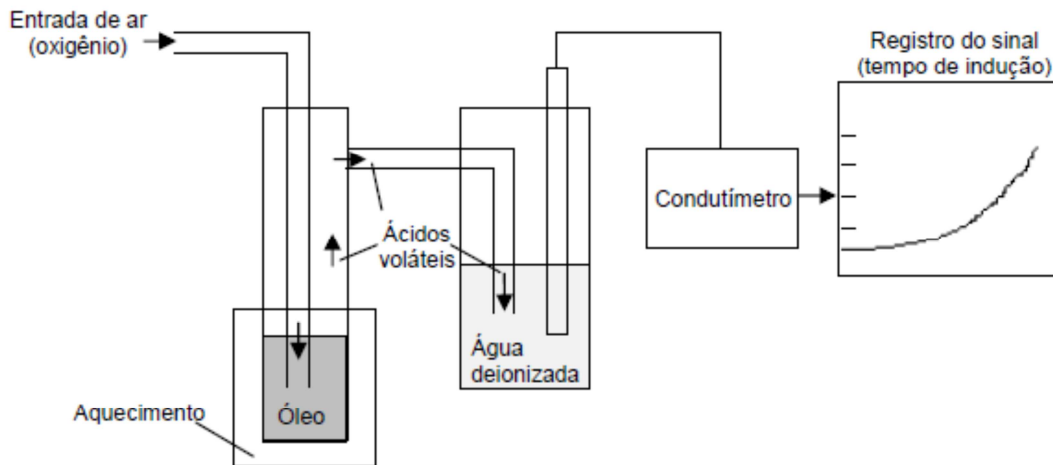 Entrada de ar
(oxigênio)
Registro do sinal
(tempo de indução)
Condutímetro
Ácidos
voláteis
Água
deionizada
Óleo
Aquecimento